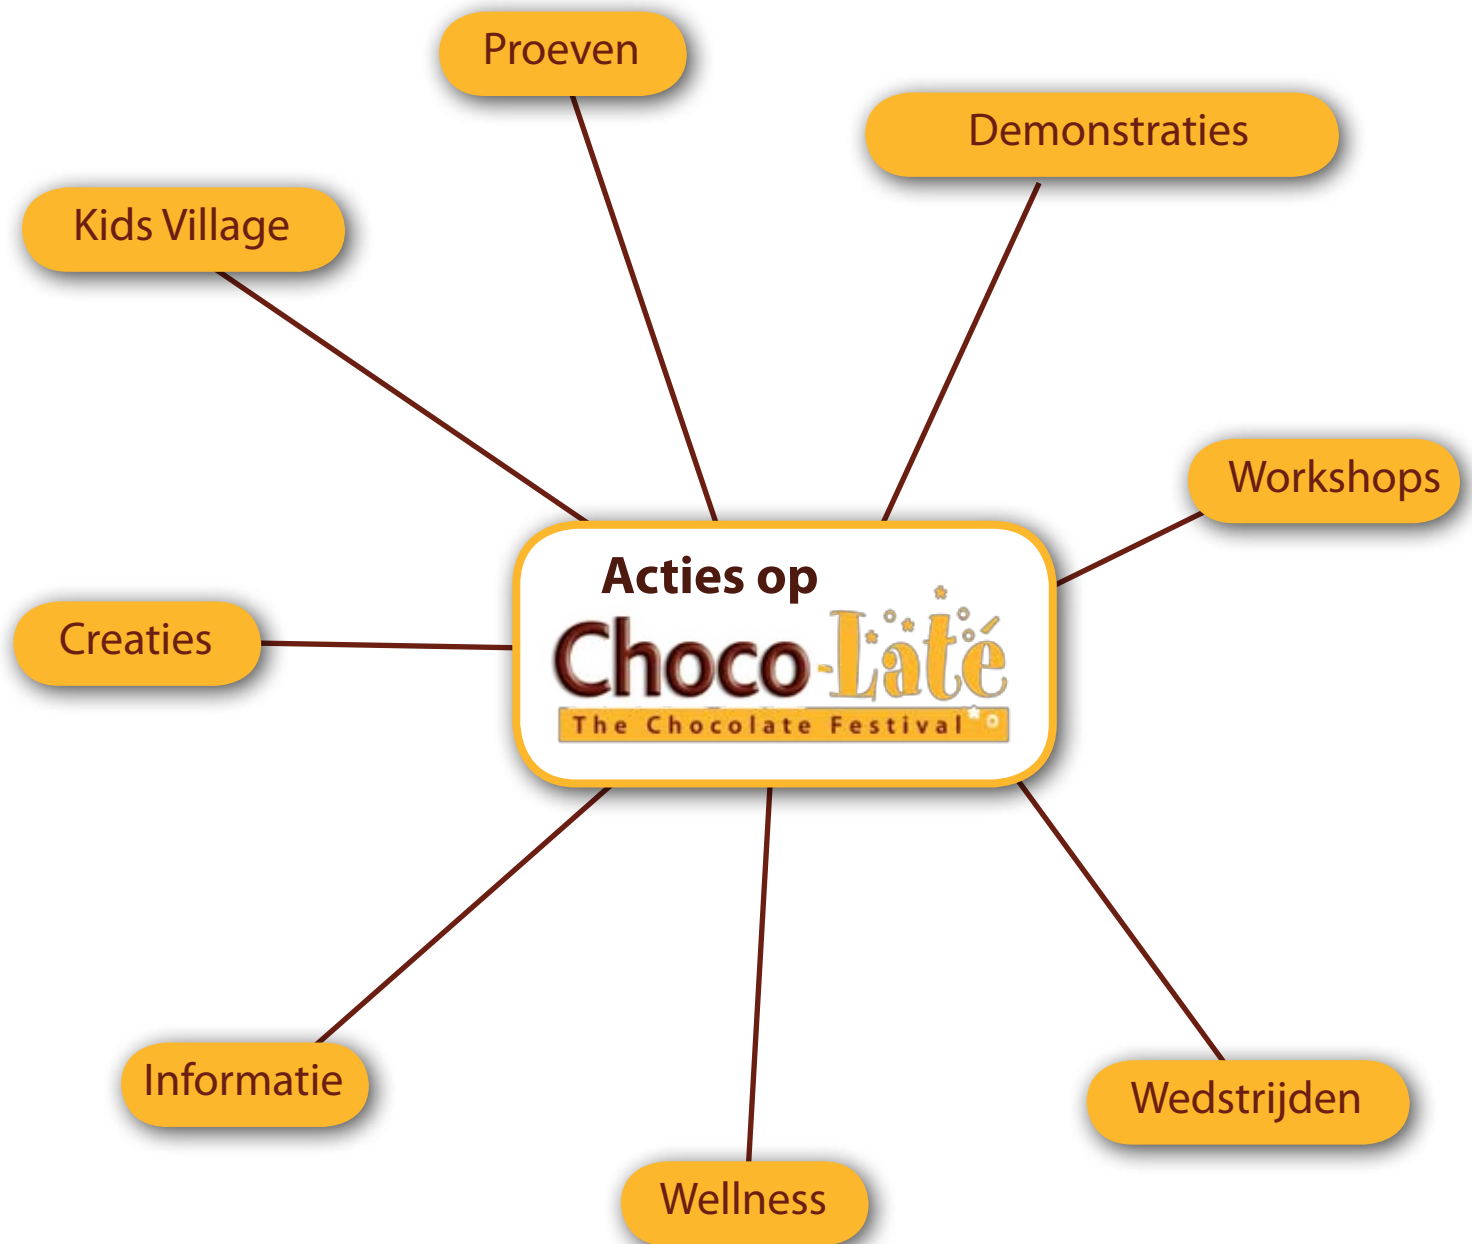 Proeven
Demonstraties
Kids Village
Workshops
Acties op
Choco-Laté
The Chocolate Festival
Creaties
Informatie
Wedstrijden
Wellness